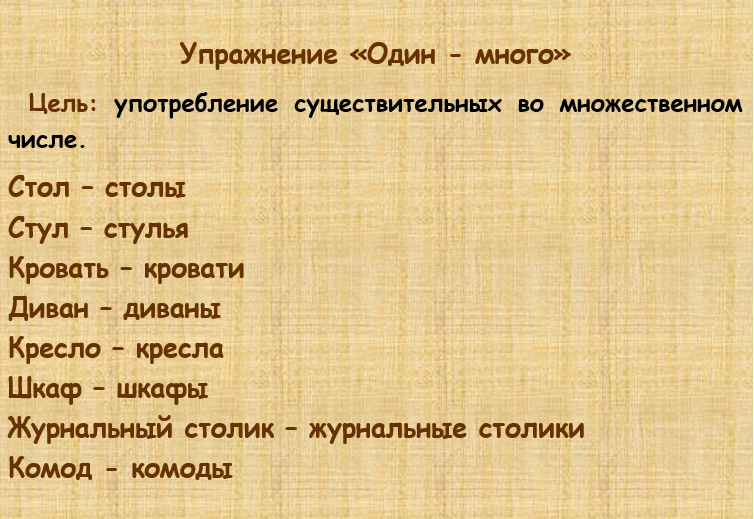 Упражнение «Один - много»
Цель: употребление существительных во множественном
числе.
Стол – столы
Стул – стулья
Кровать – кровати
Диван – диваны
Кресло – кресла
Шкаф – шкафы
Журнальный столик – журнальные столики
Комод - комоды